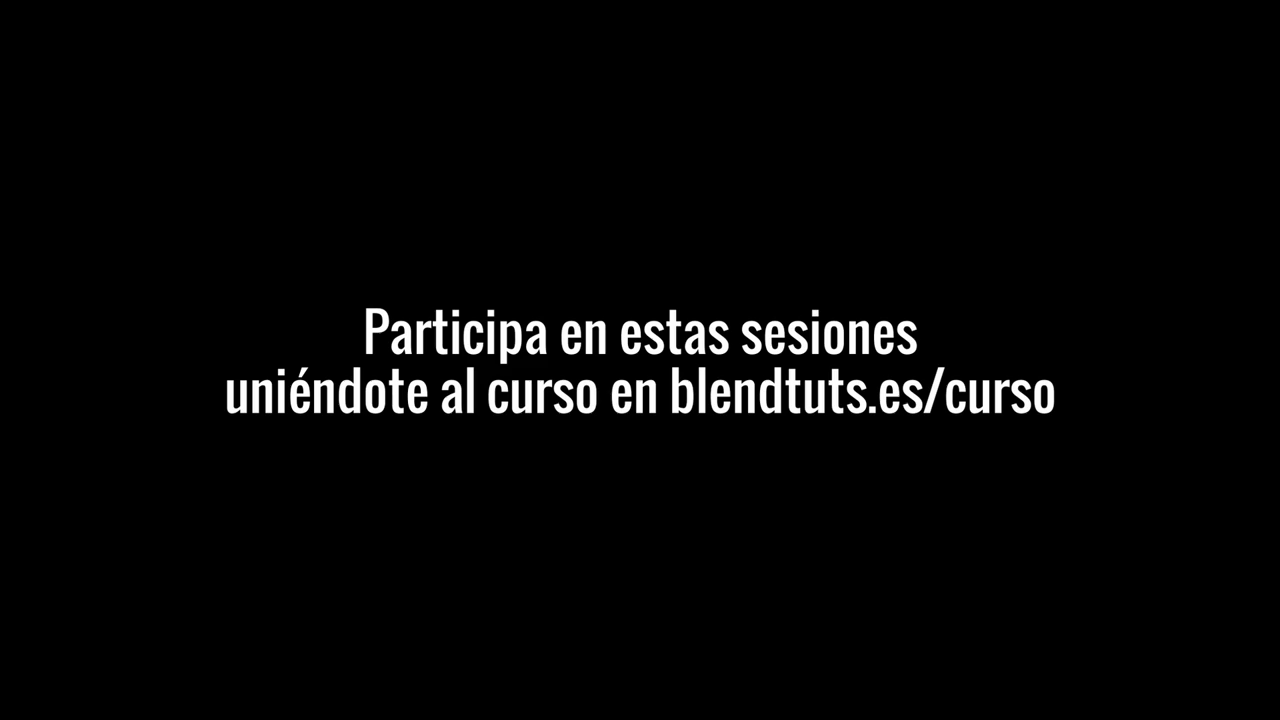 Participa en estas sesiones
uniéndote al curso en blendtuts.es/curso